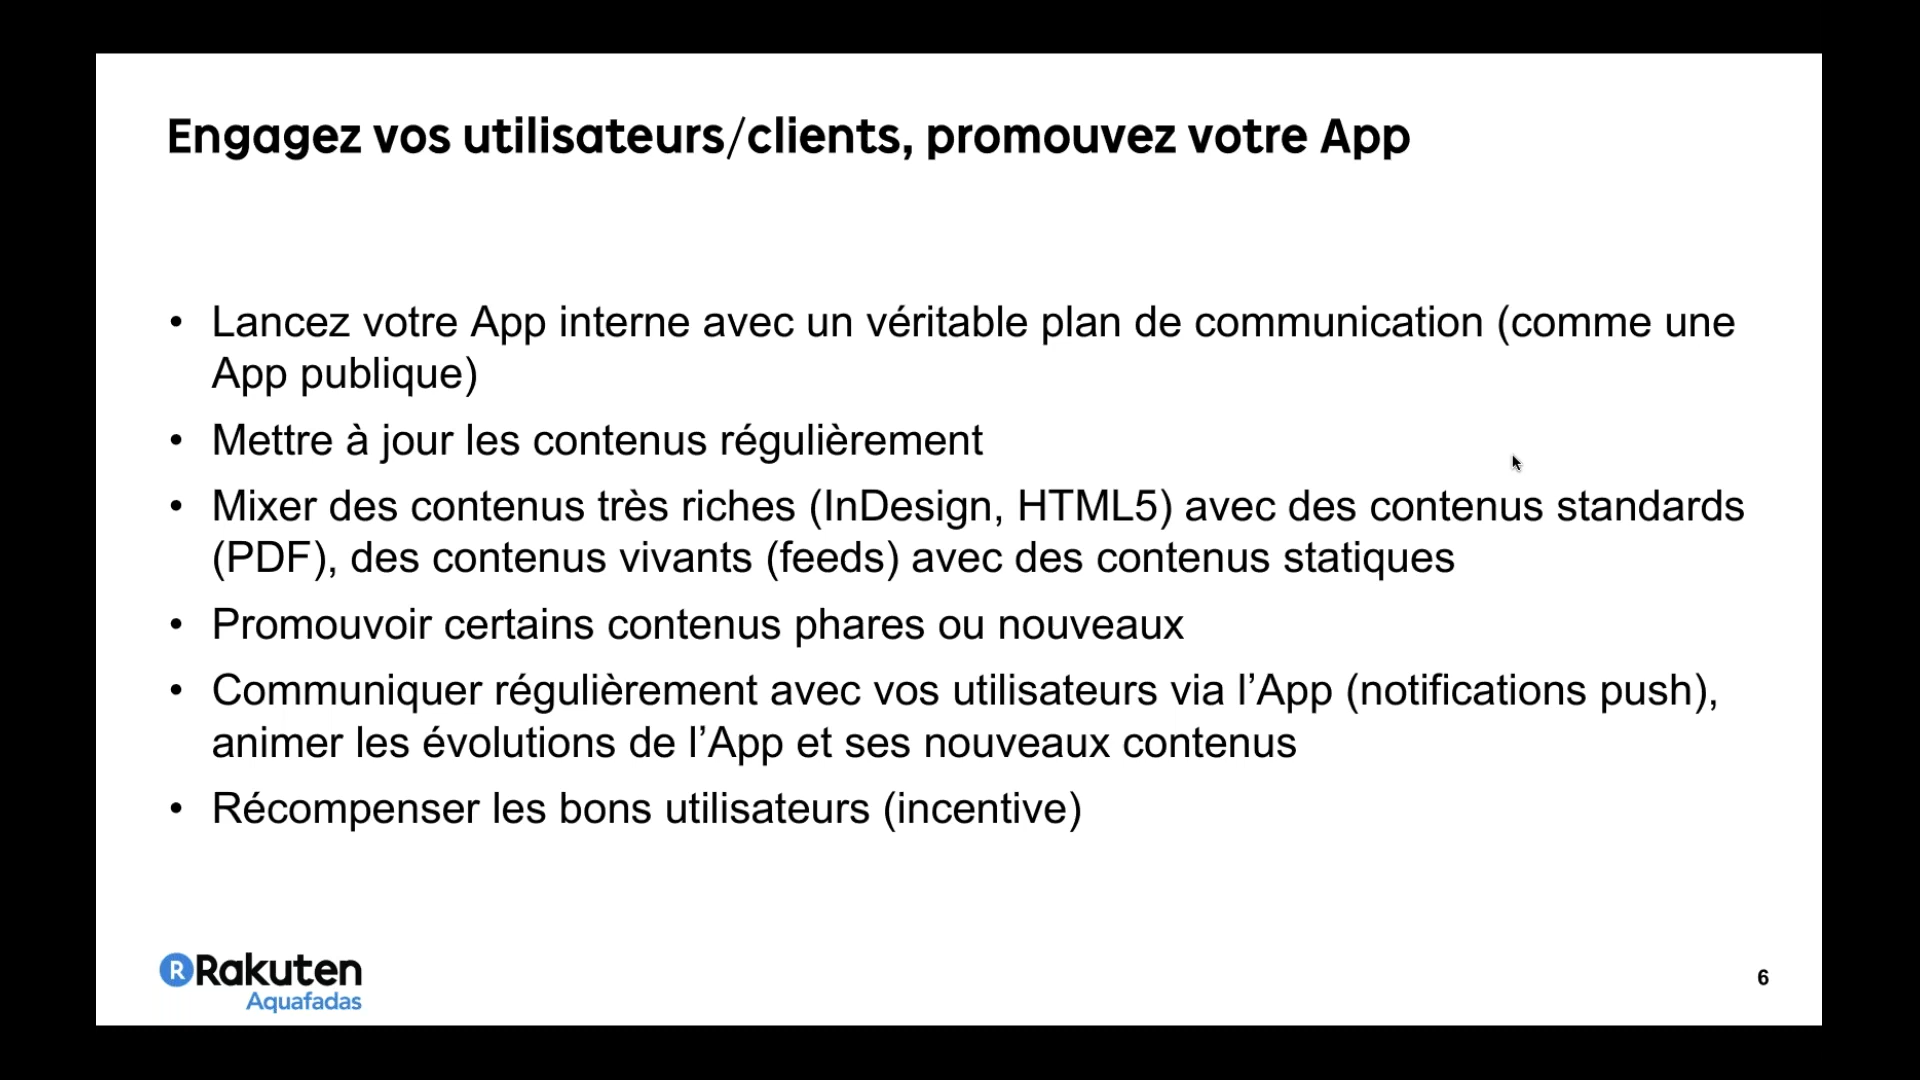 Engagez vos utilisateurs/clients, promouvez votre App
• Lancez votre App interne avec un véritable plan de communication (comme une
App publique)
• Mettre à jour les contenus régulièrement
• Mixer des contenus très riches (InDesign, HTML5) avec des contenus standards
(PDF), des contenus vivants (feeds) avec des contenus statiques
• Promouvoir certains contenus phares ou nouveaux
• Communiquer régulièrement avec vos utilisateurs via l’App (notifications push),
animer les évolutions de l’App et ses nouveaux contenus
• Récompenser les bons utilisateurs (incentive)
R Rakuten
Aquafadas
6